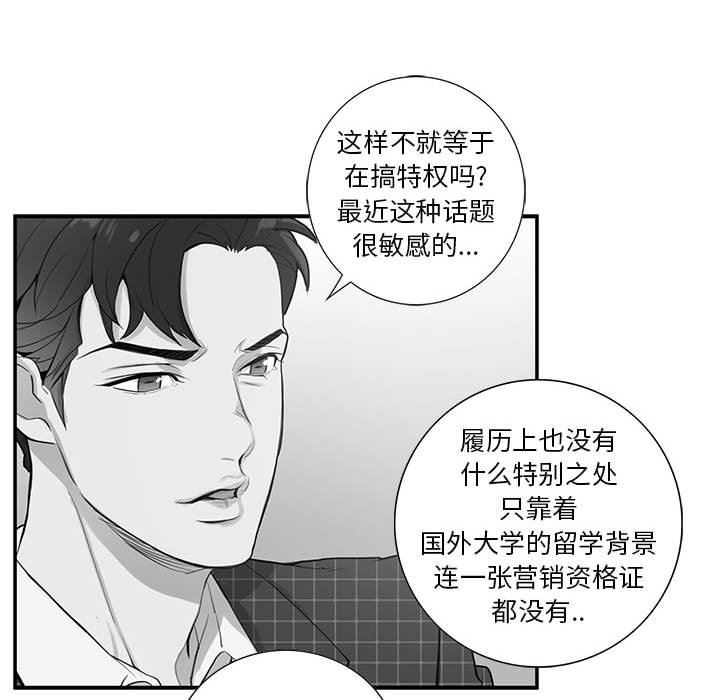 这样不就等于
在搞特权吗?
最近这种话题
很敏感的...
履历上也没有
什么特别之处
只靠着
国外大学的留学背景
连一张营销资格证
都没有..